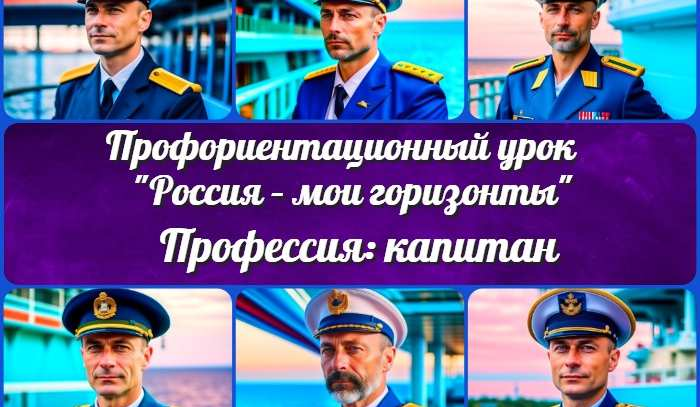 Профориентационный урок
"Россия – мои горизонты"
Профессия: капитан